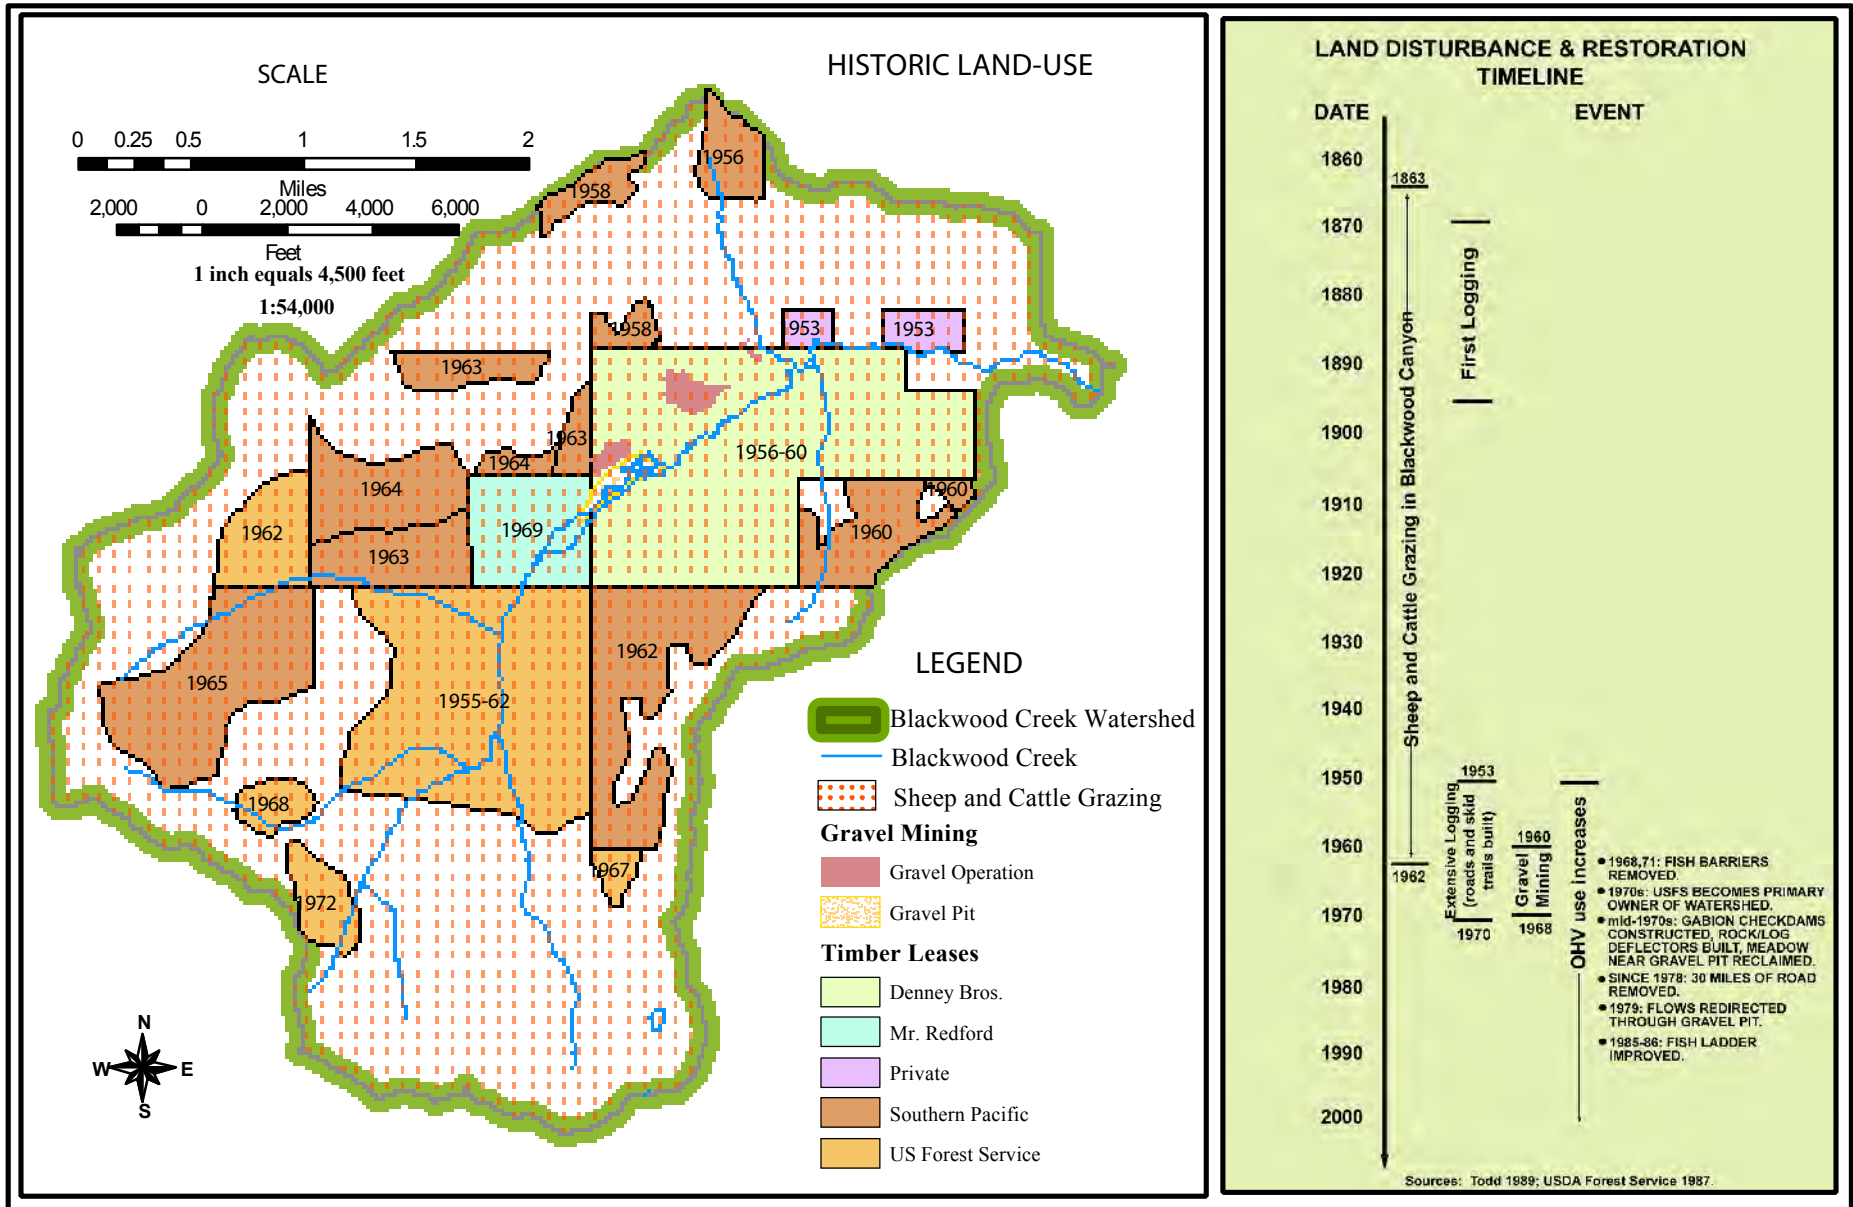 HISTORIC LAND-USE
SCALE
0 0.25 0.5 1 1.5 2
Miles
2,000 0 2,000 4,000 6,000
Feet
1 inch equals 4,500 feet
1:54,000
1956
1958
1958
953
1953
1963
1963
1956-60
1964
1964
1960
1962
1969
1960
1963
1962
1965
1955-62
1968
967
1972
N
W E
S
LEGEND
Blackwood Creek Watershed
Blackwood Creek
Sheep and Cattle Grazing
Gravel Mining
Gravel Operation
Gravel Pit
Timber Leases
Denney Bros.
Mr. Redford
Private
Southern Pacific
US Forest Service
LAND DISTURBANCE & RESTORATION
TIMELINE
DATE EVENT
1860
1870
1880
1890
1900
1910
1920
1930
1940
1950
1960
1970
1980
1990
2000
1863
Sheep and Cattle Grazing in Blackwood Canyon
1962
First Logging
1953
Extensive Logging
(roads and skid
trails built)
1970
1960
Gravel
Mining
1968
OHV use increases
● 1968,71: FISH BARRIERS
REMOVED.
● 1970s: USFS BECOMES PRIMARY
OWNER OF WATERSHED.
● mid-1970s: GABION CHECKDAMS
CONSTRUCTED, ROCK/LOG
DEFLECTORS BUILT, MEADOW
NEAR GRAVEL PIT RECLAIMED.
● SINCE 1978: 30 MILES OF ROAD
REMOVED.
● 1979: FLOWS REDIRECTED
THROUGH GRAVEL PIT.
● 1985-86: FISH LADDER
IMPROVED.
Sources: Todd 1989; USDA Forest Service 1987.